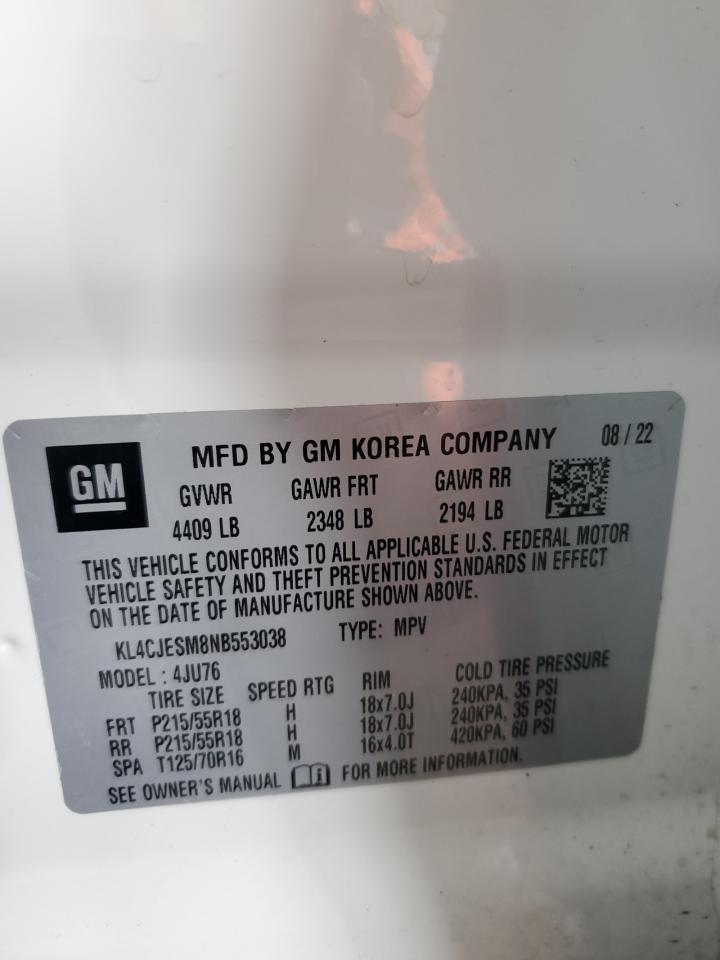 GM
MFD BY GM KOREA COMPANY 08 / 22
GVWR GAWR FRT GAWR RR
4409 LB 2348 LB 2194 LB
THIS VEHICLE CONFORMS TO ALL APPLICABLE U.S. FEDERAL MOTOR
VEHICLE SAFETY AND THEFT PREVENTION STANDARDS IN EFFECT
ON THE DATE OF MANUFACTURE SHOWN ABOVE.
KL4CJESM8NB553038 TYPE: MPV
MODEL : 4JU76
TIRE SIZE SPEED RTG RIM COLD TIRE PRESSURE
FRT P215/55R18 H 18x7.0J 240KPA, 35 PSI
RR P215/55R18 H 18x7.0J 240KPA, 35 PSI
SPA T125/70R16 M 16x4.0T 420KPA, 60 PSI
SEE OWNER'S MANUAL FOR MORE INFORMATION.